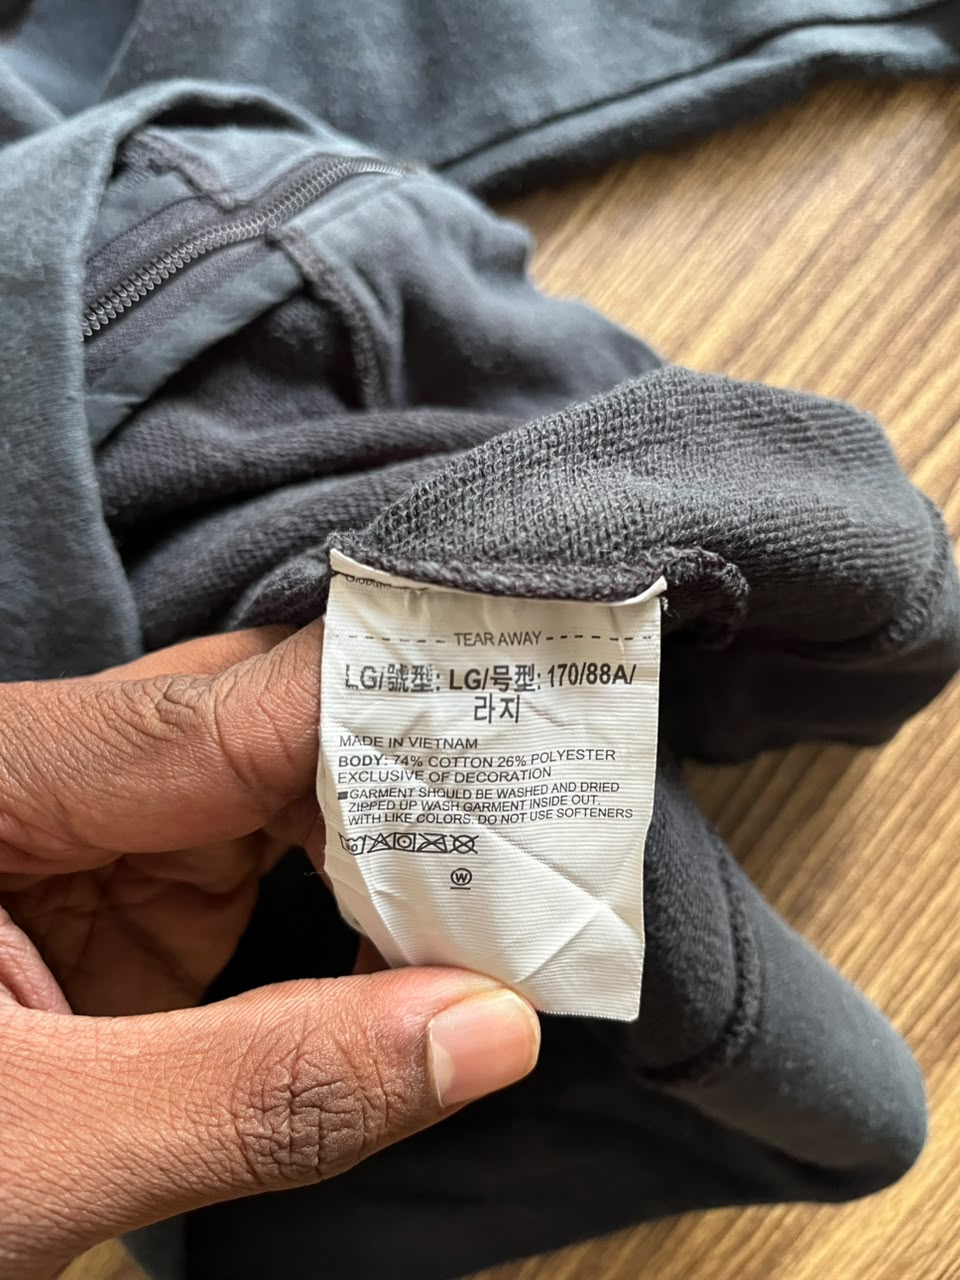 TEAR AWAY
LG/號型: LG/号型: 170/88A/
라지
MADE IN VIETNAM
BODY: 74% COTTON 26% POLYESTER
EXCLUSIVE OF DECORATION
GARMENT SHOULD BE WASHED AND DRIED
ZIPPED UP WASH GARMENT INSIDE OUT,
WITH LIKE COLORS. DO NOT USE SOFTENERS
W